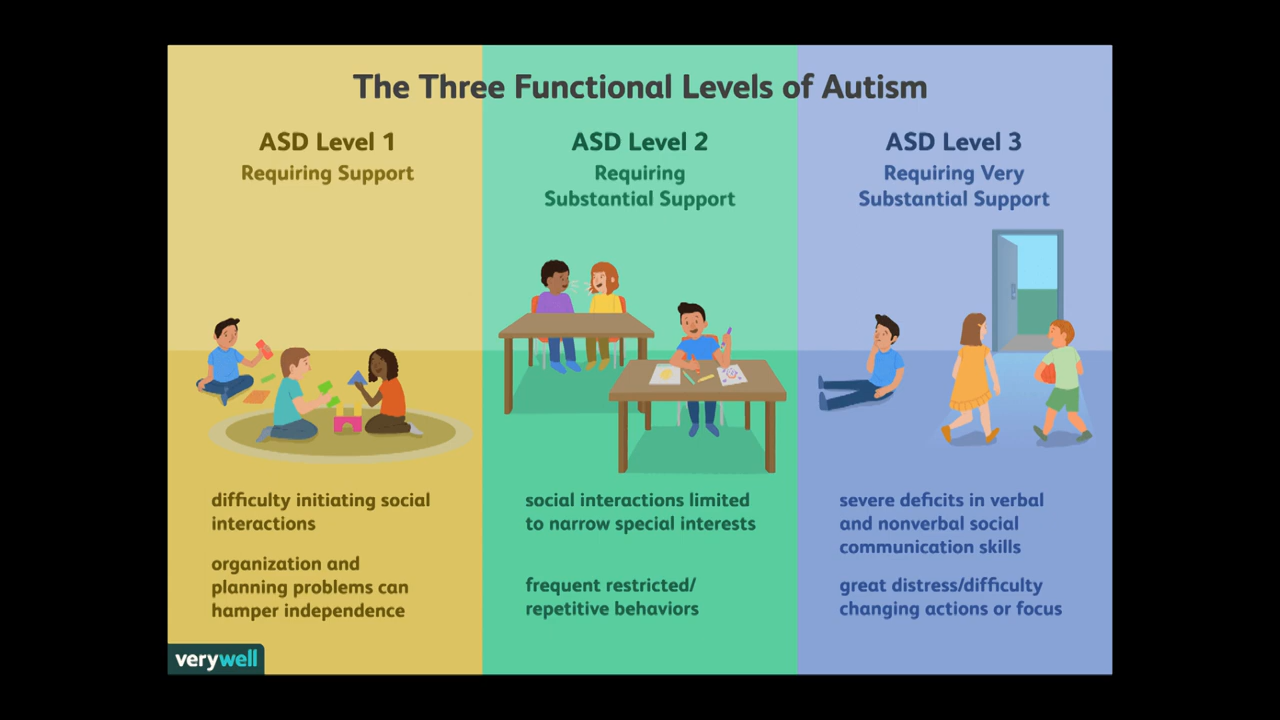 The Three Functional Levels of Autism
ASD Level 1
Requiring Support
difficulty initiating social
interactions
organization and
planning problems can
hamper independence
ASD Level 2
Requiring
Substantial Support
social interactions limited
to narrow special interests
frequent restricted/
repetitive behaviors
ASD Level 3
Requiring Very
Substantial Support
severe deficits in verbal
and nonverbal social
communication skills
great distress/difficulty
changing actions or focus
verywell